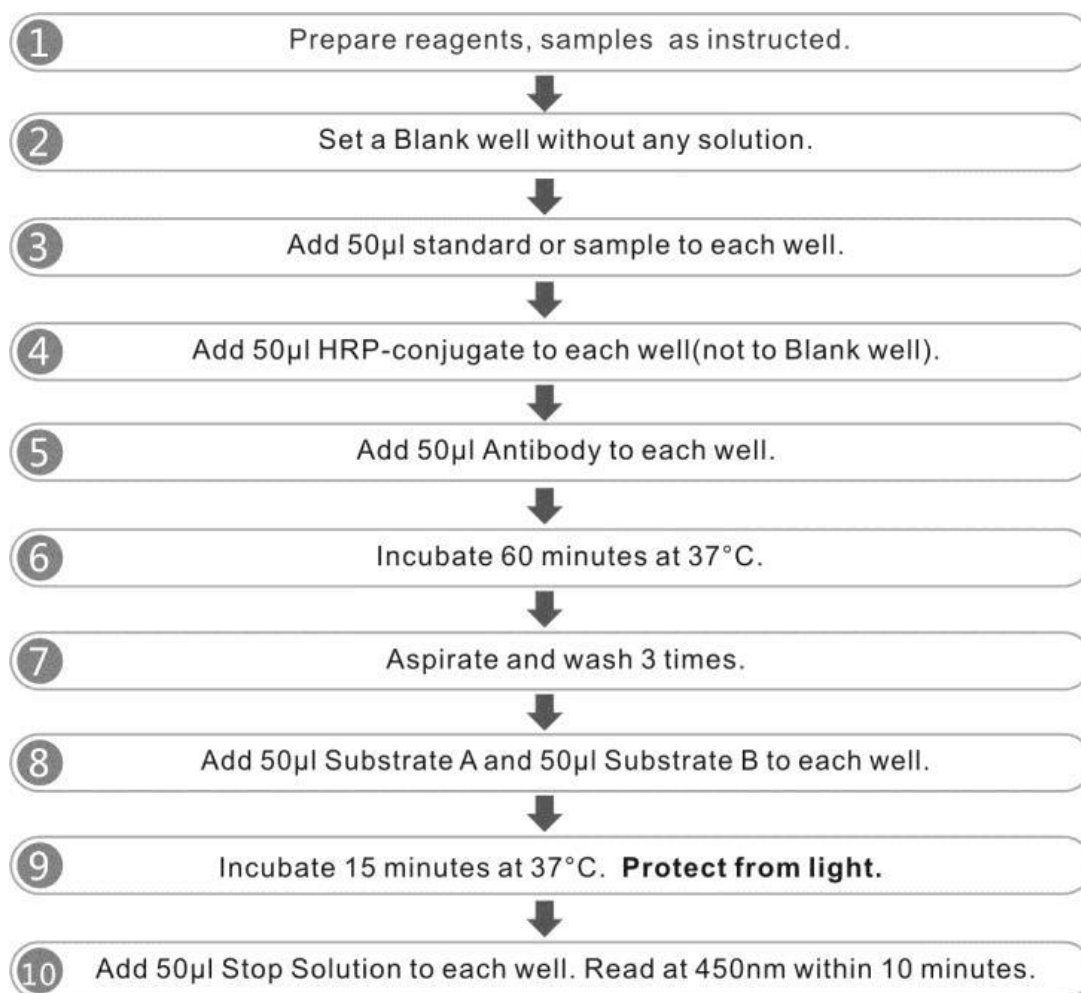 1 Prepare reagents, samples as instructed.
2 Set a Blank well without any solution.
3 Add 50µl standard or sample to each well.
4 Add 50µl HRP-conjugate to each well(not to Blank well).
5 Add 50µl Antibody to each well.
6 Incubate 60 minutes at 37°C.
7 Aspirate and wash 3 times.
8 Add 50µl Substrate A and 50µl Substrate B to each well.
9 Incubate 15 minutes at 37°C. Protect from light.
10 Add 50µl Stop Solution to each well. Read at 450nm within 10 minutes.